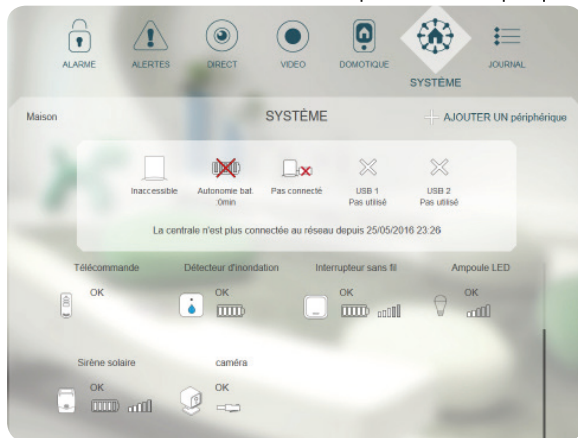 ALARME
ALERTES
DIRECT
VIDEO
DOMOTIQUE
SYSTÈME
JOURNAL
Maison
SYSTÈME
AJOUTER UN périphérique
Inaccessible
Autonomie bat.
:0min
Pas connecté
USB 1
Pas utilisé
USB 2
Pas utilisé
La centrale n'est plus connectée au réseau depuis 25/05/2016 23:26
Télécommande
Détecteur d'inondation
Interrupteur sans fil
Ampoule LED
OK
OK
OK
OK
Sirène solaire
caméra
OK
OK